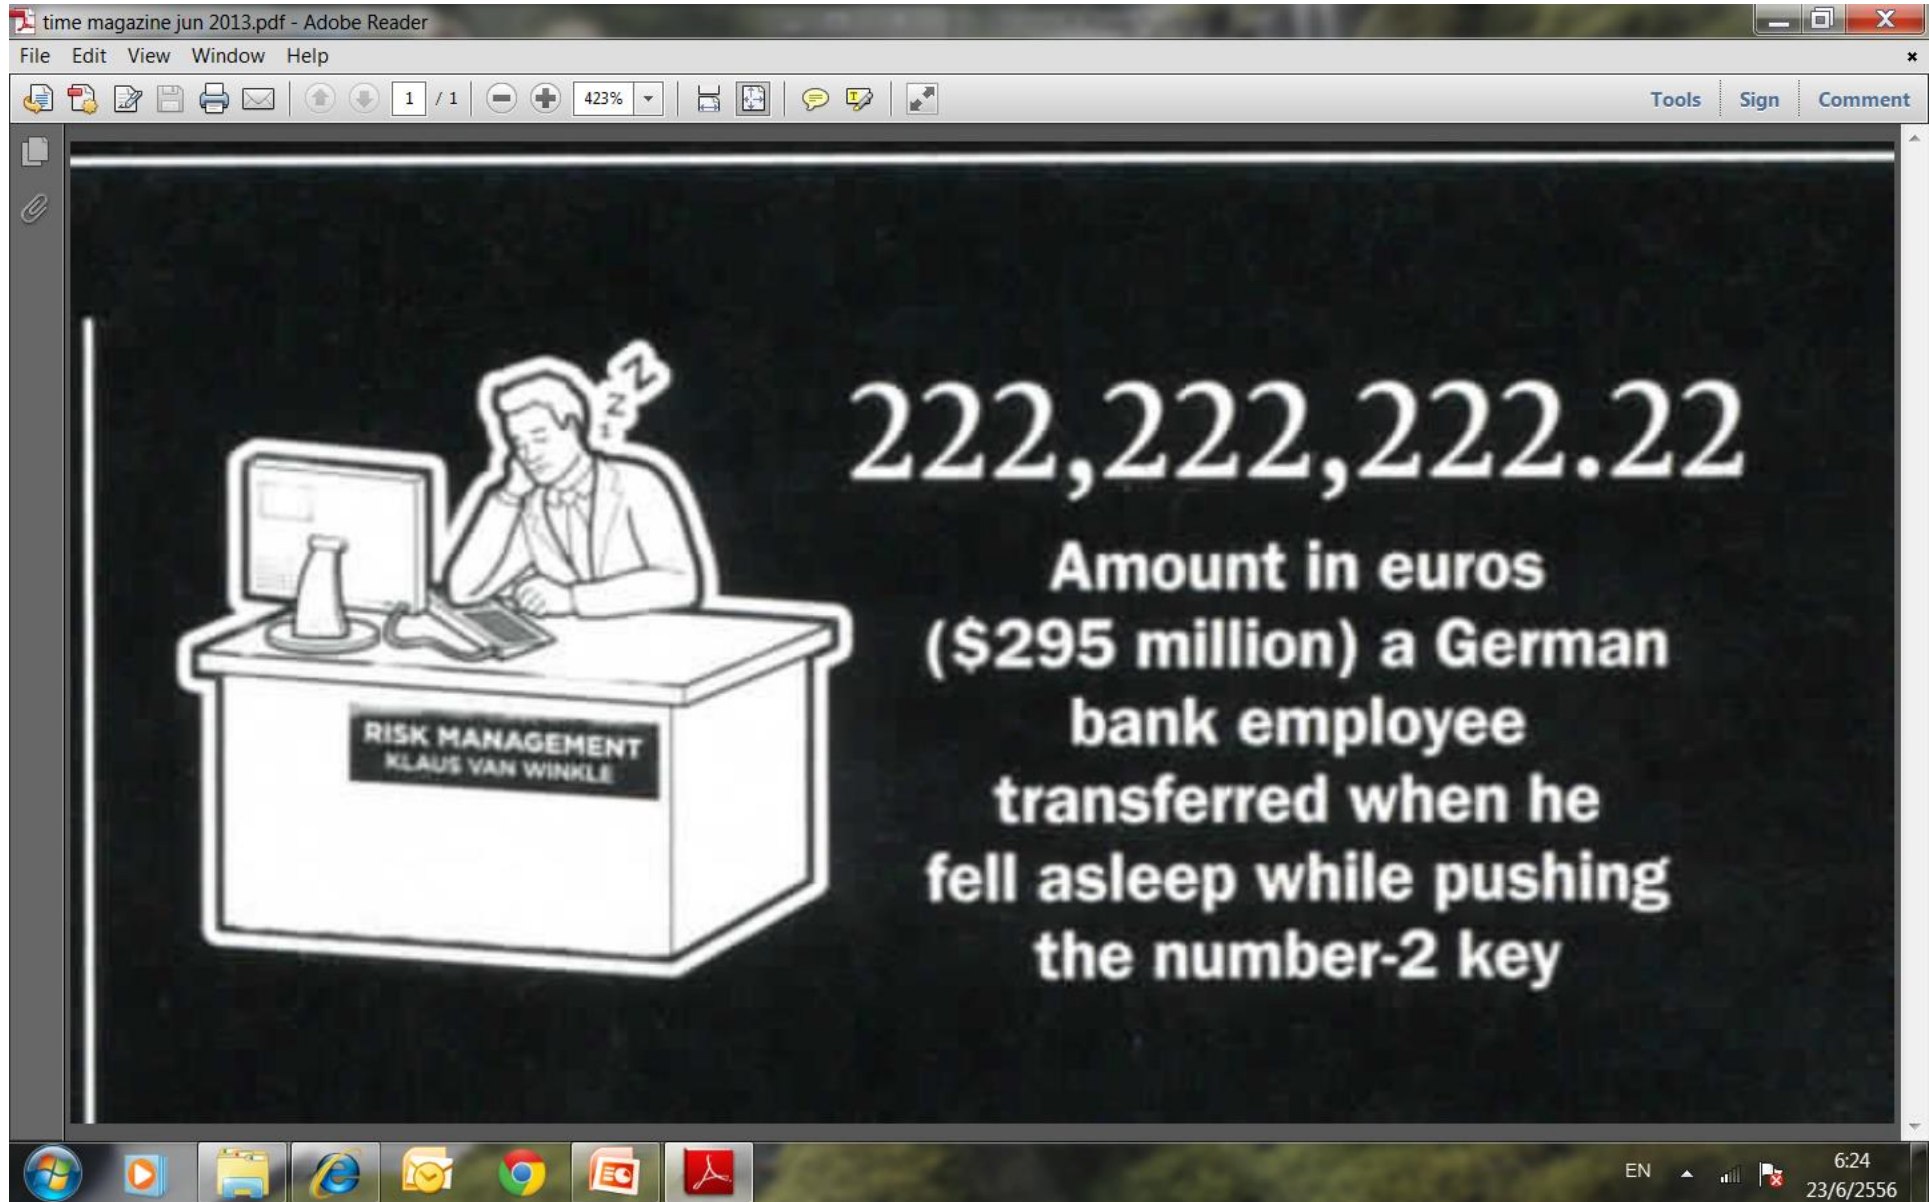 time magazine jun 2013.pdf - Adobe Reader
File Edit View Window Help
1 / 1 423% Tools Sign Comment
z z Z
222,222,222.22
Amount in euros
($295 million) a German
bank employee
transferred when he
fell asleep while pushing
the number-2 key
RISK MANAGEMENT
KLAUS VAN WINKLE
EN 6:24
23/6/2556